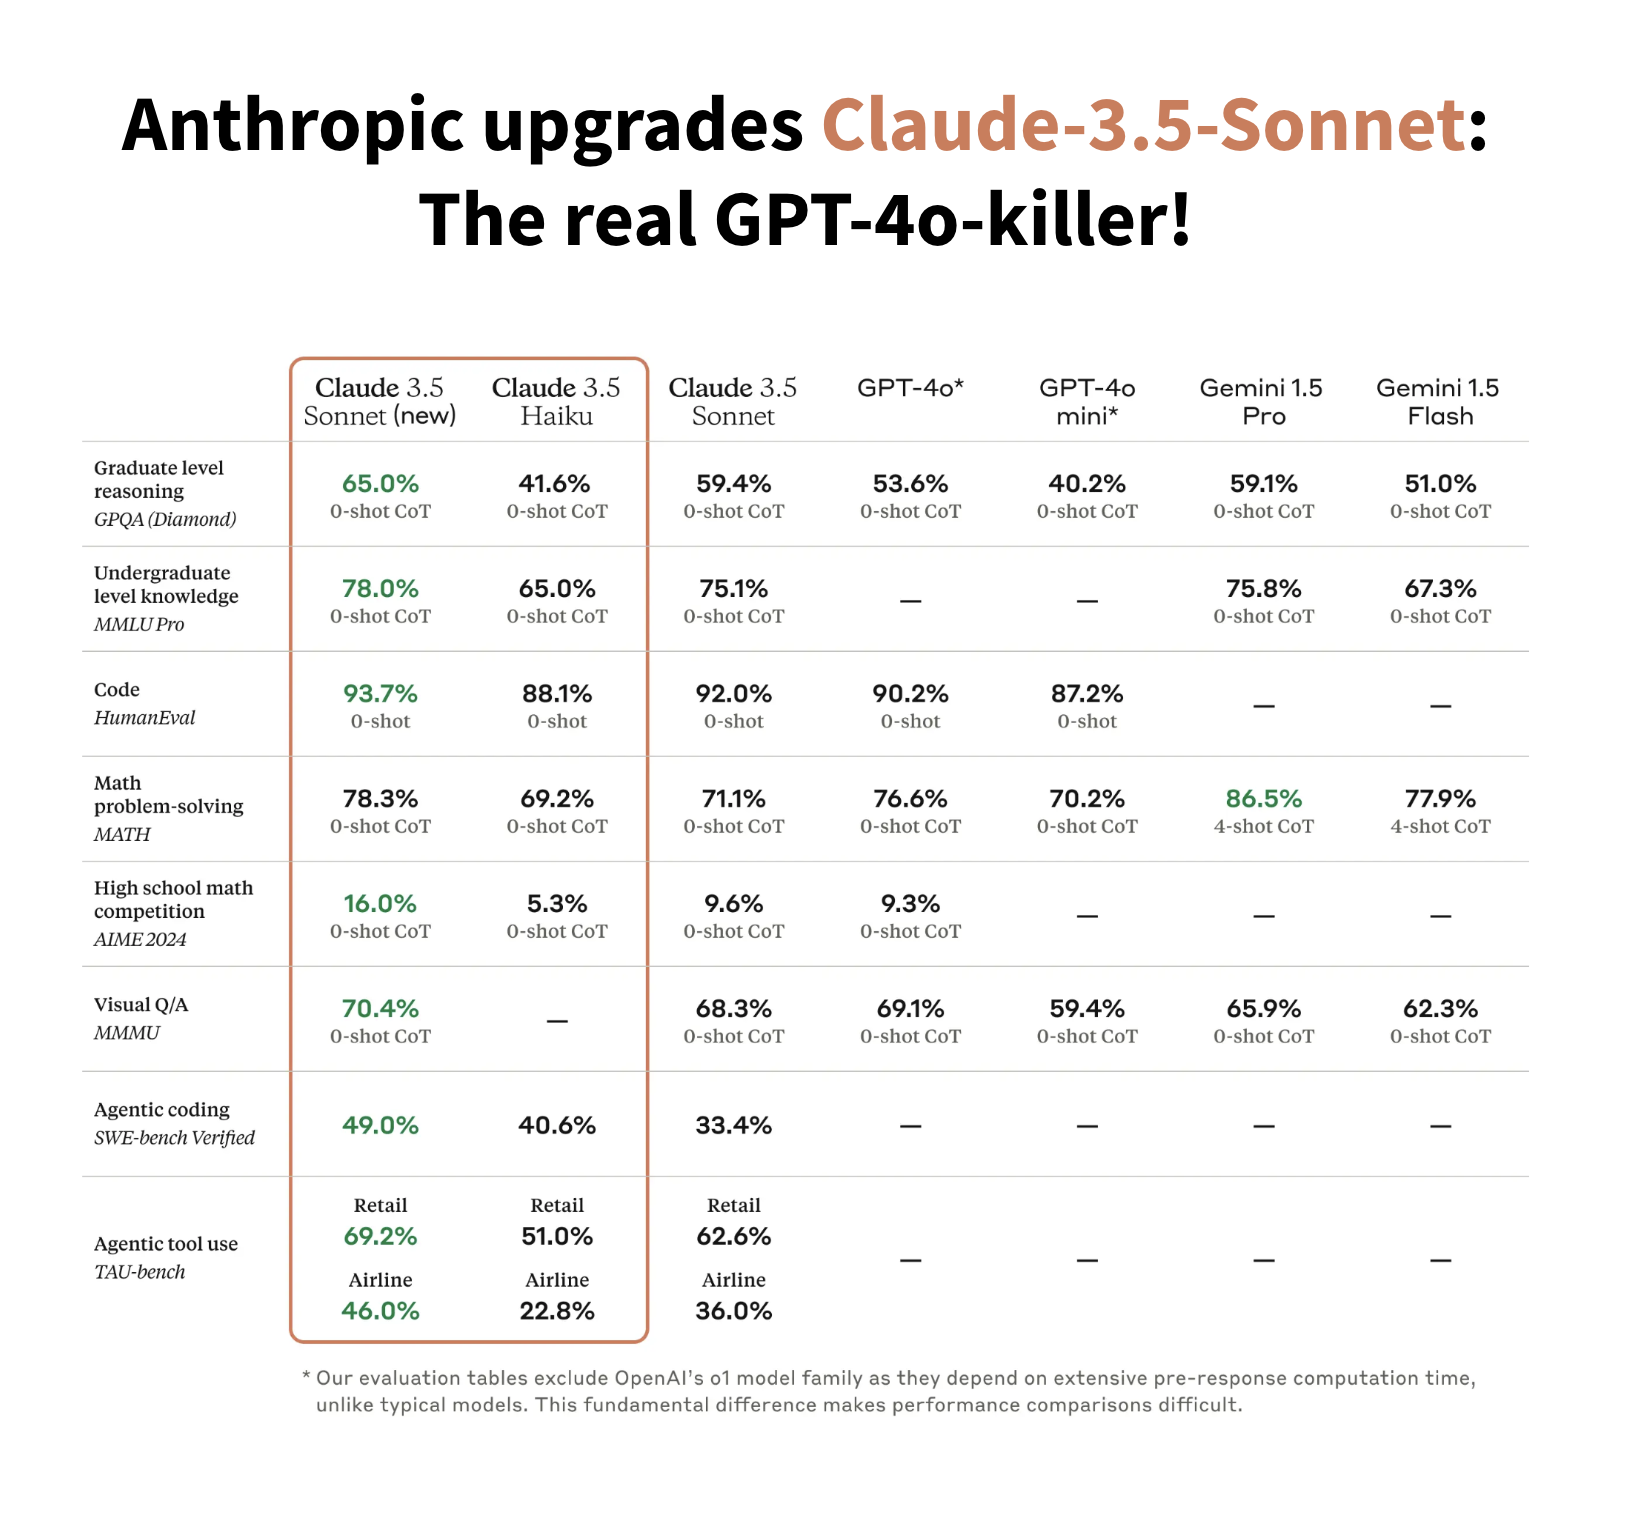 Anthropic upgrades Claude-3.5-Sonnet:
The real GPT-4o-killer!
Claude 3.5 Claude 3.5 Claude 3.5 GPT-4o* GPT-4o Gemini 1.5 Gemini 1.5
Sonnet (new) Haiku Sonnet mini* Pro Flash
Graduate level
reasoning
GPQA (Diamond)
65.0% 41.6% 59.4% 53.6% 40.2% 59.1% 51.0%
0-shot CoT 0-shot CoT 0-shot CoT 0-shot CoT 0-shot CoT 0-shot CoT 0-shot CoT
Undergraduate
level knowledge
MMLU Pro
78.0% 65.0% 75.1% — — 75.8% 67.3%
0-shot CoT 0-shot CoT 0-shot CoT 0-shot CoT 0-shot CoT
Code
HumanEval
93.7% 88.1% 92.0% 90.2% 87.2% — —
0-shot 0-shot 0-shot 0-shot 0-shot
Math
problem-solving
MATH
78.3% 69.2% 71.1% 76.6% 70.2% 86.5% 77.9%
0-shot CoT 0-shot CoT 0-shot CoT 0-shot CoT 0-shot CoT 4-shot CoT 4-shot CoT
High school math
competition
AIME 2024
16.0% 5.3% 9.6% 9.3% — — —
0-shot CoT 0-shot CoT 0-shot CoT 0-shot CoT
Visual Q/A
MMMU
70.4% — 68.3% 69.1% 59.4% 65.9% 62.3%
0-shot CoT 0-shot CoT 0-shot CoT 0-shot CoT 0-shot CoT 0-shot CoT
Agentic coding
SWE-bench Verified
49.0% 40.6% 33.4% — — — —
Agentic tool use
TAU-bench
Retail Retail Retail
69.2% 51.0% 62.6% — — — —
Airline Airline Airline
46.0% 22.8% 36.0%
* Our evaluation tables exclude OpenAI's o1 model family as they depend on extensive pre-response computation time,
unlike typical models. This fundamental difference makes performance comparisons difficult.